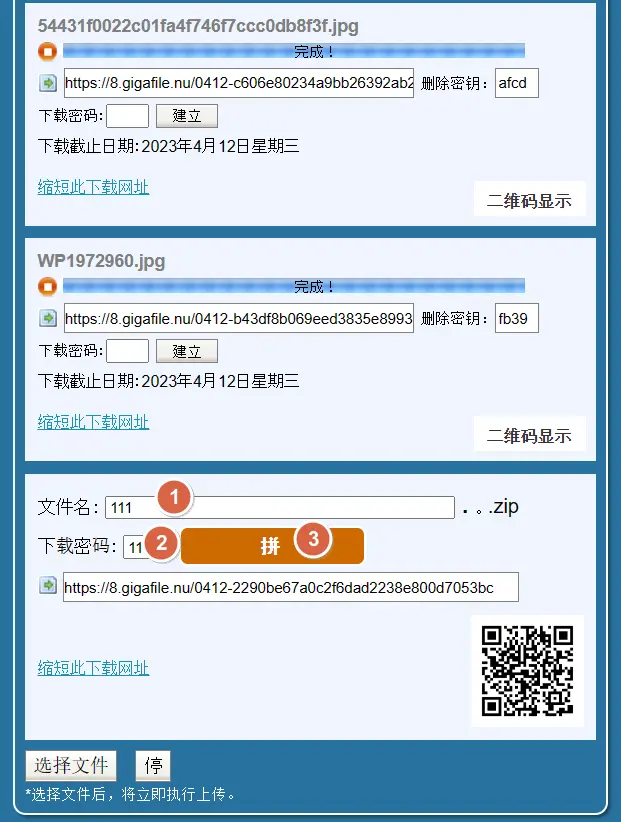 54431f0022c01fa4f746f7ccc0db8f3f.jpg
完成！
https://8.gigafile.nu/0412-c606e80234a9bb26392ab2 删除密钥：afcd
下载密码: 建立
下载截止日期:2023年4月12日星期三
缩短此下载网址
二维码显示
WP1972960.jpg
完成！
https://8.gigafile.nu/0412-b43df8b069eed3835e8993 删除密钥：fb39
下载密码: 建立
下载截止日期:2023年4月12日星期三
缩短此下载网址
二维码显示
文件名: 111 1 . 。.zip
下载密码: 11 2 拼 3
https://8.gigafile.nu/0412-2290be67a0c2f6dad2238e800d7053bc
缩短此下载网址
选择文件 停
*选择文件后，将立即执行上传。